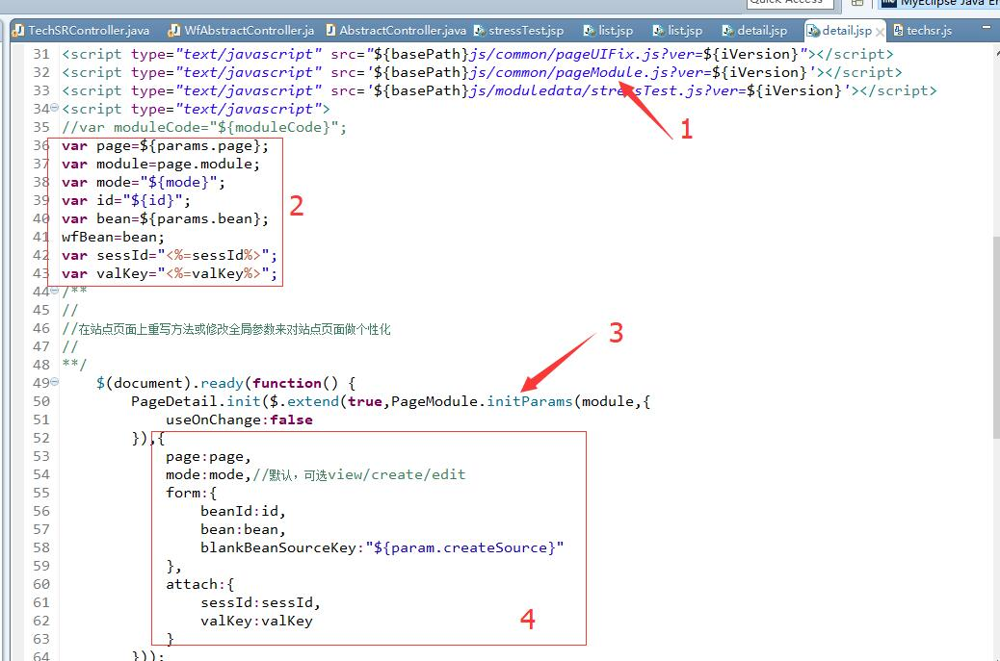 Quick Access
MyEclipse Java En
TechSRController.java
WfAbstractController.ja
AbstractController.java
stressTest.jsp
list.jsp
list.jsp
detail.jsp
detail.jsp
techsr.js
31 <script type="text/javascript" src="${basePath}js/common/pageUIFix.js?ver=${iVersion}"></script>
32 <script type="text/javascript" src='${basePath}js/common/pageModule.js?ver=${iVersion}'></script>
33 <script type="text/javascript" src='${basePath}js/moduledata/stressTest.js?ver=${iVersion}'></script>
34 <script type="text/javascript">
1
35 //var moduleCode="${moduleCode}";
36 var page=${params.page};
37 var module=page.module;
38 var mode="${mode}";
39 var id="${id}";
2
40 var bean=${params.bean};
41 wfBean=bean;
42 var sessId="<%=sessId%>";
43 var valKey="<%=valKey%>";
44 /**
45 //
46 //在站点页面上重写方法或修改全局参数来对站点页面做个性化
3
47 //
48 **/
49 $(document).ready(function() {
50 PageDetail.init($.extend(true,PageModule.initParams(module,{
51 useOnChange:false
52 }),{
53 page:page,
54 mode:mode,//默认,可选view/create/edit
55 form:{
56 beanId:id,
57 bean:bean,
58 blankBeanSourceKey:"${param.createSource}"
59 },
60 attach:{
61 sessId:sessId,
62 valKey:valKey
4
63 }
64 }));